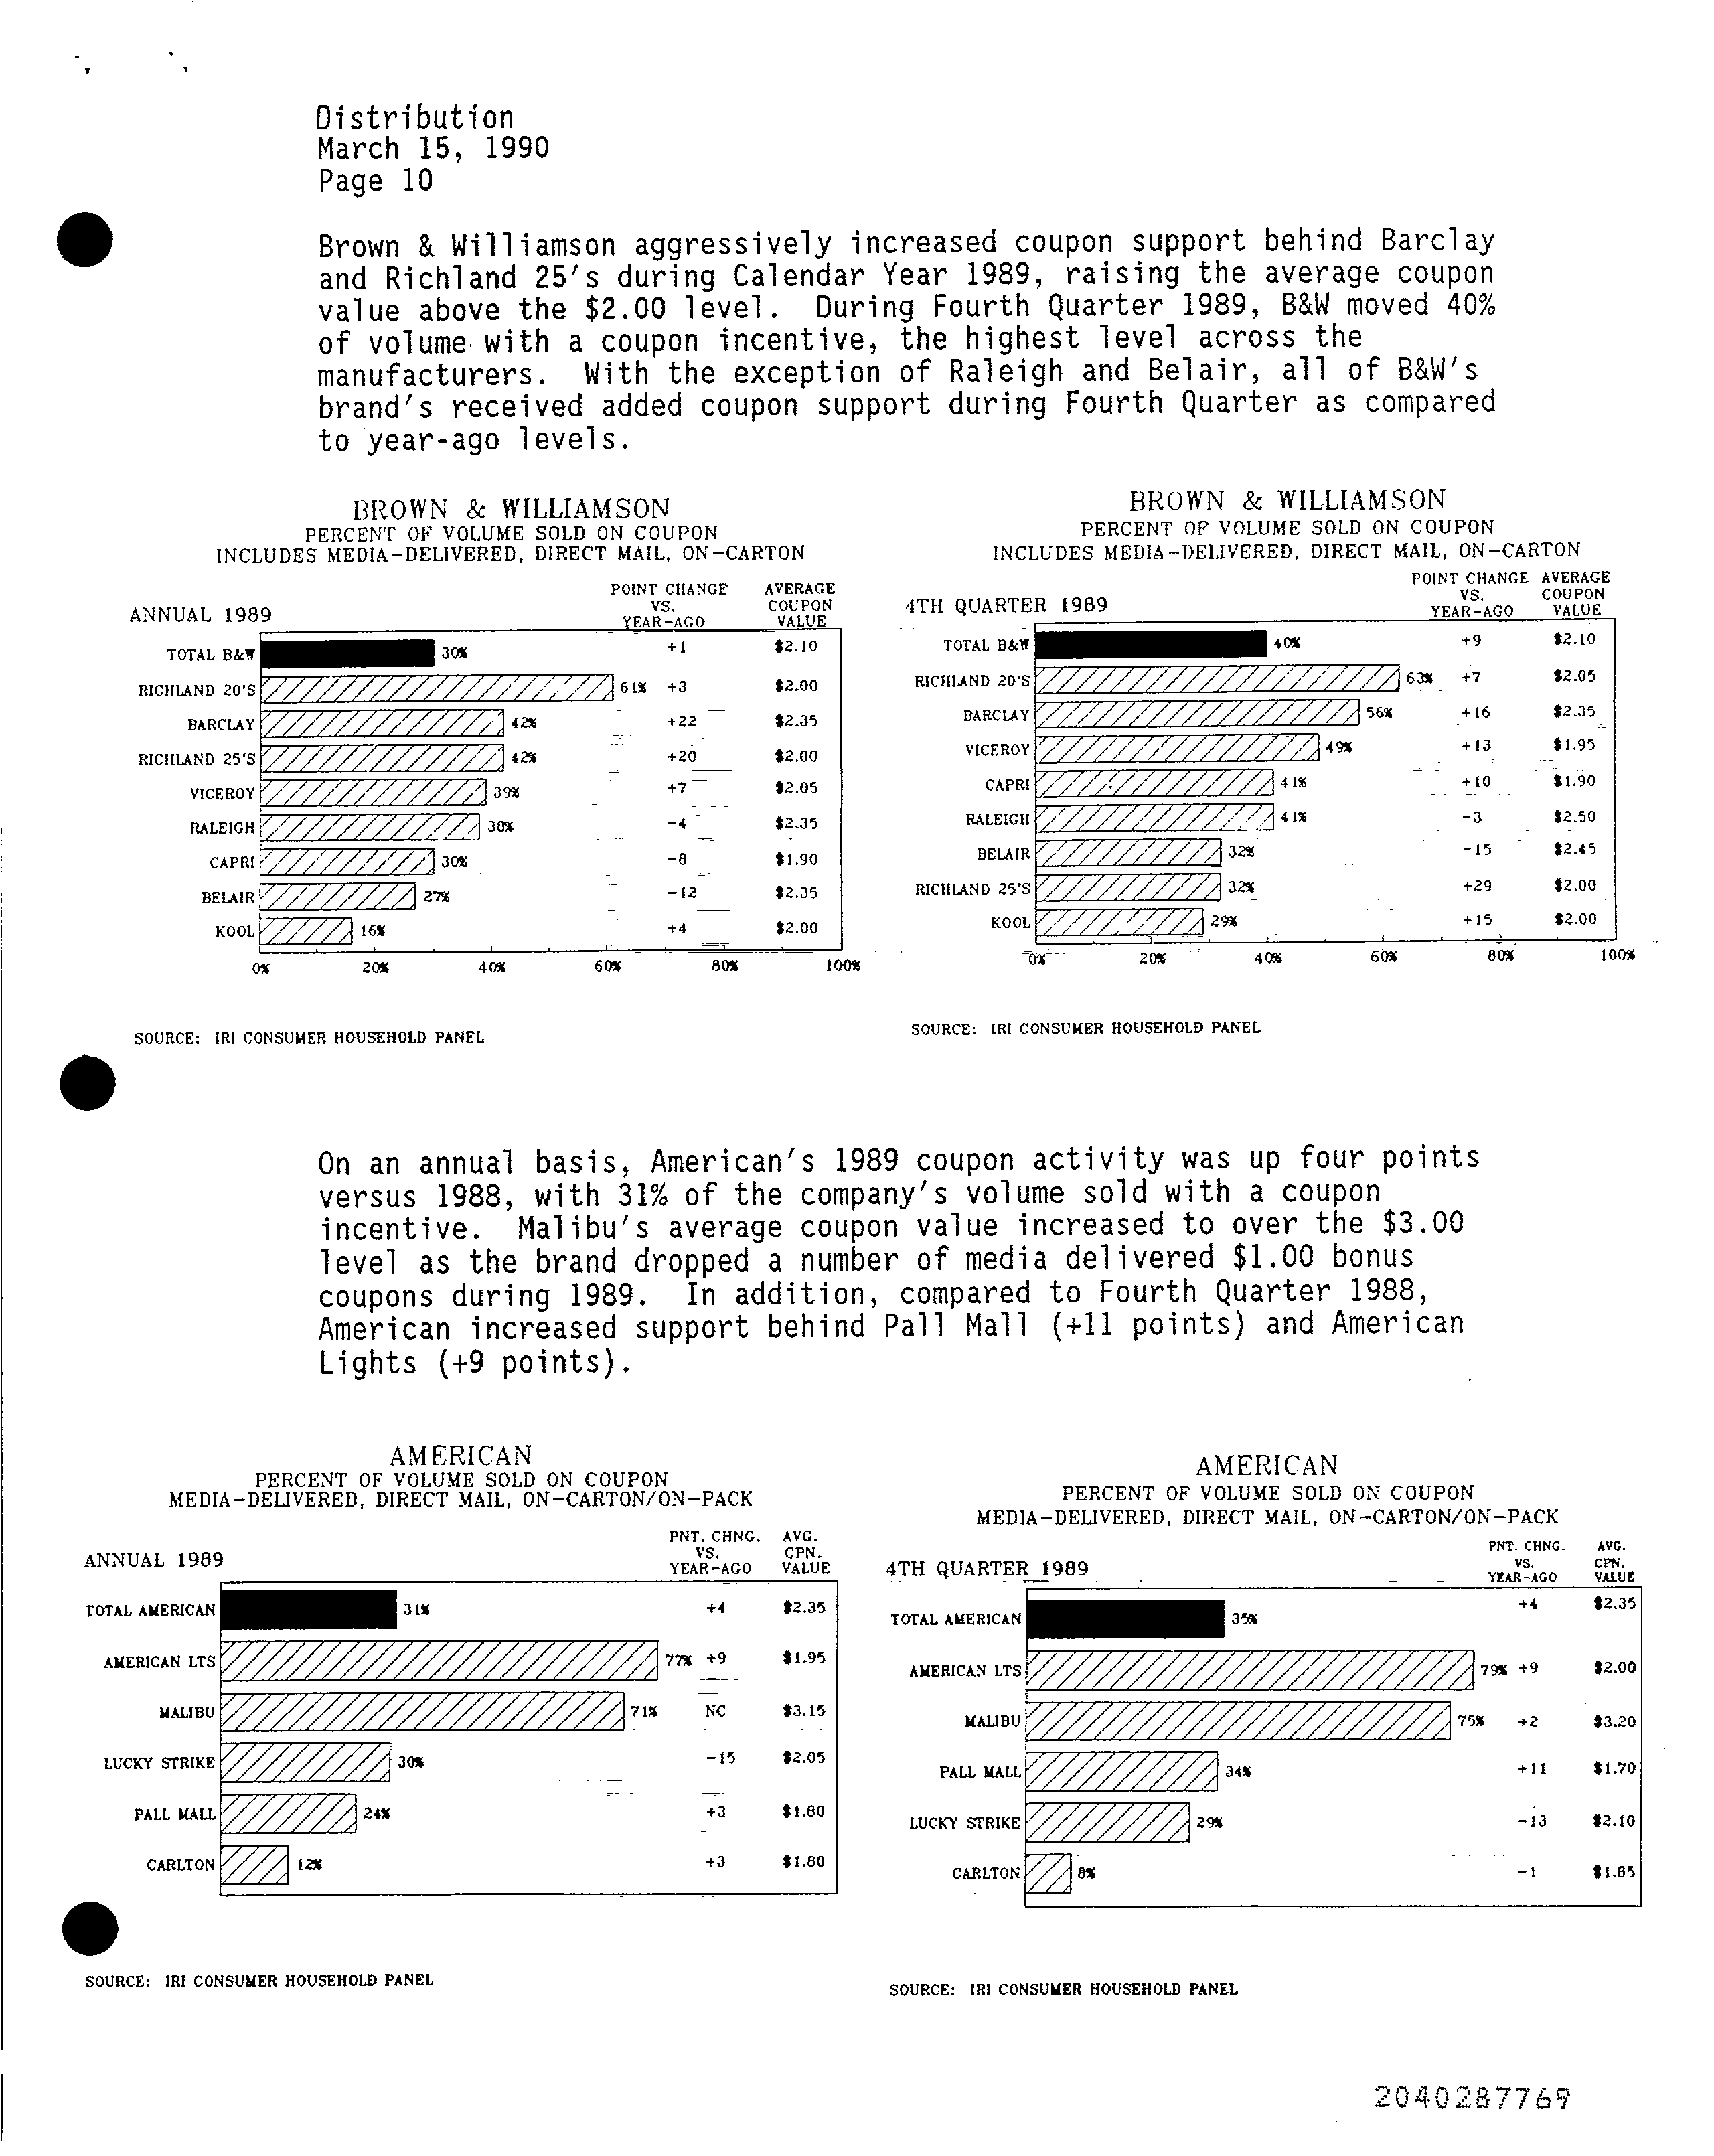 Distribution
March 15, 1990
Page 10
Brown & Williamson aggressively increased coupon support behind Barclay
and Richland 25's during Calendar Year 1989, raising the average coupon
value above the $2.00 level. During Fourth Quarter 1989, B&W moved 40%
of volume with a coupon incentive, the highest level across the
manufacturers. With the exception of Raleigh and Belair, all of B&W's
brand's received added coupon support during Fourth Quarter as compared
to year-ago levels.
BROWN & WILLIAMSON
PERCENT OF VOLUME SOLD ON COUPON
INCLUDES MEDIA-DELIVERED, DIRECT MAIL, ON-CARTON
POINT CHANGE AVERAGE
VS. COUPON
ANNUAL 1989 YEAR-AGO VALUE
TOTAL B&W 30% +1 $2.10
RICHLAND 20'S 61% +3 $2.00
BARCLAY 42% +22 $2.35
RICHLAND 25'S 42% +20 $2.00
VICEROY 39% +7 $2.05
RALEIGH 38% -4 $2.35
CAPRI 30% -8 $1.90
BELAIR 27% -12 $2.35
KOOL 16% +4 $2.00
0% 20% 40% 60% 80% 100%
SOURCE: IRI CONSUMER HOUSEHOLD PANEL
BROWN & WILLIAMSON
PERCENT OF VOLUME SOLD ON COUPON
INCLUDES MEDIA-DELIVERED, DIRECT MAIL, ON-CARTON
POINT CHANGE AVERAGE
VS. COUPON
4TH QUARTER 1989 YEAR-AGO VALUE
TOTAL B&W 40% +9 $2.10
RICHLAND 20'S 63% +7 $2.05
BARCLAY 56% +16 $2.35
VICEROY 49% +13 $1.95
CAPRI 41% +10 $1.90
RALEIGH 41% -3 $2.50
BELAIR 32% -15 $2.45
RICHLAND 25'S 32% +29 $2.00
KOOL 29% +15 $2.00
0% 20% 40% 60% 80% 100%
SOURCE: IRI CONSUMER HOUSEHOLD PANEL
On an annual basis, American's 1989 coupon activity was up four points
versus 1988, with 31% of the company's volume sold with a coupon
incentive. Malibu's average coupon value increased to over the $3.00
level as the brand dropped a number of media delivered $1.00 bonus
coupons during 1989. In addition, compared to Fourth Quarter 1988,
American increased support behind Pall Mall (+11 points) and American
Lights (+9 points).
AMERICAN
PERCENT OF VOLUME SOLD ON COUPON
MEDIA-DELIVERED, DIRECT MAIL, ON-CARTON/ON-PACK
PNT. CHNG. AVG.
VS. CPN.
ANNUAL 1989 YEAR-AGO VALUE
TOTAL AMERICAN 31% +4 $2.35
AMERICAN LTS 77% +9 $1.95
MALIBU 71% NC $3.15
LUCKY STRIKE 30% -15 $2.05
PALL MALL 24% +3 $1.80
CARLTON 12% +3 $1.80
SOURCE: IRI CONSUMER HOUSEHOLD PANEL
AMERICAN
PERCENT OF VOLUME SOLD ON COUPON
MEDIA-DELIVERED, DIRECT MAIL, ON-CARTON/ON-PACK
PNT. CHNG. AVG.
VS. CPN.
4TH QUARTER 1989 YEAR-AGO VALUE
TOTAL AMERICAN 35% +4 $2.35
AMERICAN LTS 79% +9 $2.00
MALIBU 75% +2 $3.20
PALL MALL 34% +11 $1.70
LUCKY STRIKE 29% -13 $2.10
CARLTON 8% -1 $1.85
SOURCE: IRI CONSUMER HOUSEHOLD PANEL
2040287769